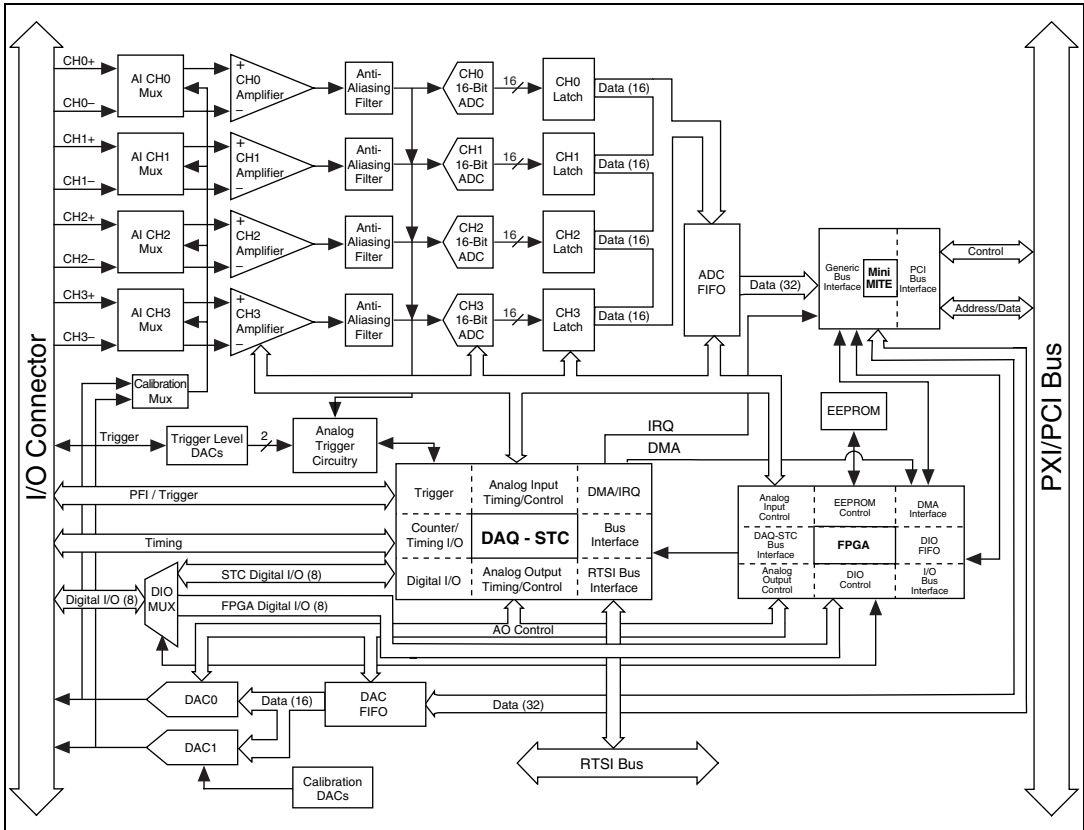 I/O Connector
CH0+
CH0–
AI CH0
Mux
+
CH0
Amplifier
–
Anti-
Aliasing
Filter
CH0
16-Bit
ADC
16
CH0
Latch
Data (16)
CH1+
CH1–
AI CH1
Mux
+
CH1
Amplifier
–
Anti-
Aliasing
Filter
CH1
16-Bit
ADC
16
CH1
Latch
Data (16)
CH2+
CH2–
AI CH2
Mux
+
CH2
Amplifier
–
Anti-
Aliasing
Filter
CH2
16-Bit
ADC
16
CH2
Latch
Data (16)
CH3+
CH3–
AI CH3
Mux
+
CH3
Amplifier
–
Anti-
Aliasing
Filter
CH3
16-Bit
ADC
16
CH3
Latch
Data (16)
ADC
FIFO
Data (32)
Generic
Bus
Interface
Mini
MITE
PCI
Bus
Interface
Control
Address/Data
PXI/PCI Bus
Calibration
Mux
Trigger
Trigger Level
DACs
2
Analog
Trigger
Circuitry
IRQ
DMA
EEPROM
PFI / Trigger
Timing
Trigger
Analog Input
Timing/Control
DMA/IRQ
Counter/
Timing I/O
DAQ - STC
Bus
Interface
Digital I/O
Analog Output
Timing/Control
RTSI Bus
Interface
Analog
Input
Control
EEPROM
Control
DMA
Interface
DAQ-STC
Bus
Interface
FPGA
DIO
FIFO
Analog
Output
Control
DIO
Control
I/O
Bus
Interface
Digital I/O (8)
DIO
MUX
STC Digital I/O (8)
FPGA Digital I/O (8)
AO Control
DAC0
Data (16)
DAC
FIFO
Data (32)
DAC1
Calibration
DACs
RTSI Bus